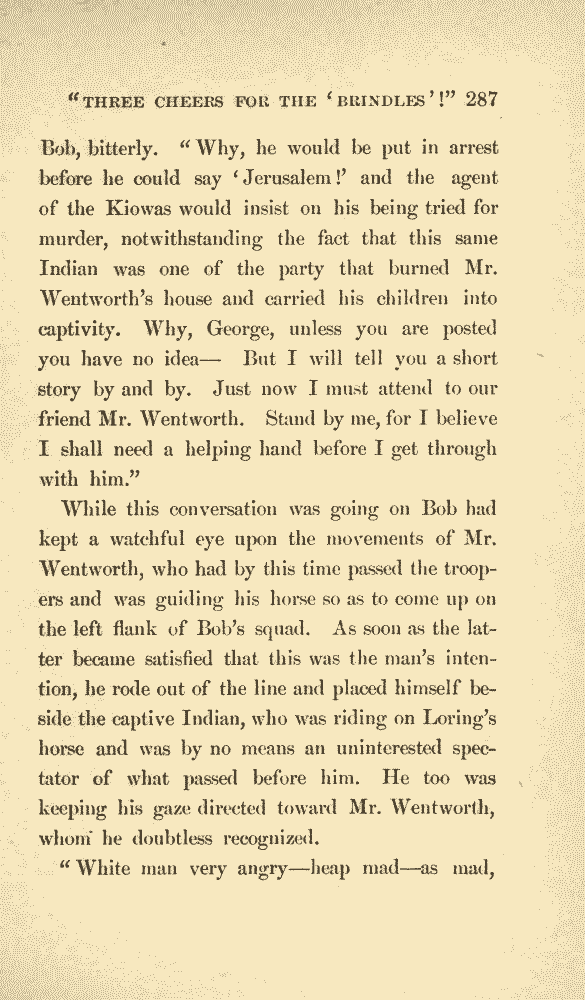 “THREE CHEERS FOR THE ‘BRINDLES’!” 287
Bob, bitterly. “Why, he would be put in arrest
before he could say ‘Jerusalem!’ and the agent
of the Kiowas would insist on his being tried for
murder, notwithstanding the fact that this same
Indian was one of the party that burned Mr.
Wentworth’s house and carried his children into
captivity. Why, George, unless you are posted
you have no idea— But I will tell you a short
story by and by. Just now I must attend to our
friend Mr. Wentworth. Stand by me, for I believe
I shall need a helping hand before I get through
with him.”
While this conversation was going on Bob had
kept a watchful eye upon the movements of Mr.
Wentworth, who had by this time passed the troop-
ers and was guiding his horse so as to come up on
the left flank of Bob’s squad. As soon as the lat-
ter became satisfied that this was the man’s inten-
tion, he rode out of the line and placed himself be-
side the captive Indian, who was riding on Loring’s
horse and was by no means an uninterested spec-
tator of what passed before him. He too was
keeping his gaze directed toward Mr. Wentworth,
whom he doubtless recognized.
“White man very angry—heap mad—as mad,